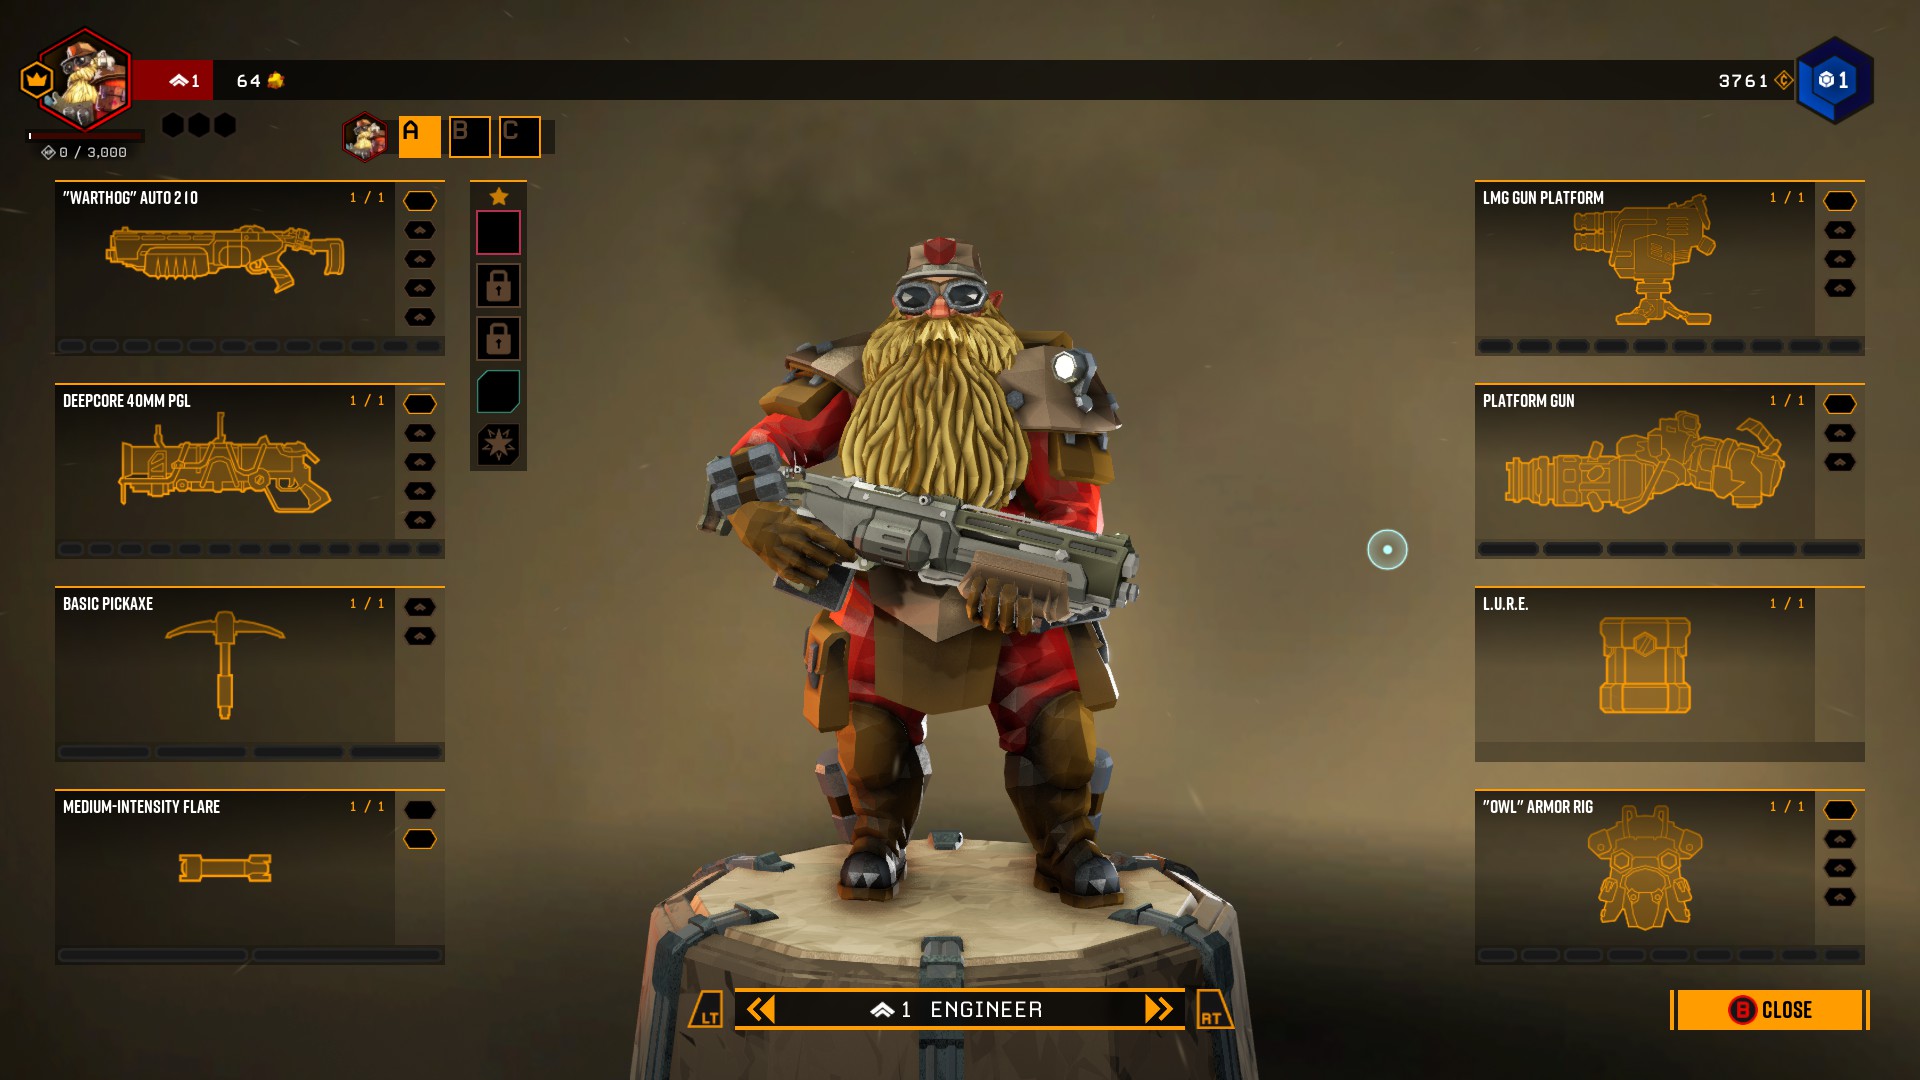 1
64
3761
1
0 / 3,000
A
B
C
"WARTHOG" AUTO 210
1 / 1
DEEPCORE 40MM PGL
1 / 1
BASIC PICKAXE
1 / 1
MEDIUM-INTENSITY FLARE
1 / 1
LMG GUN PLATFORM
1 / 1
PLATFORM GUN
1 / 1
L.U.R.E.
1 / 1
"OWL" ARMOR RIG
1 / 1
LT
1 ENGINEER
RT
B CLOSE